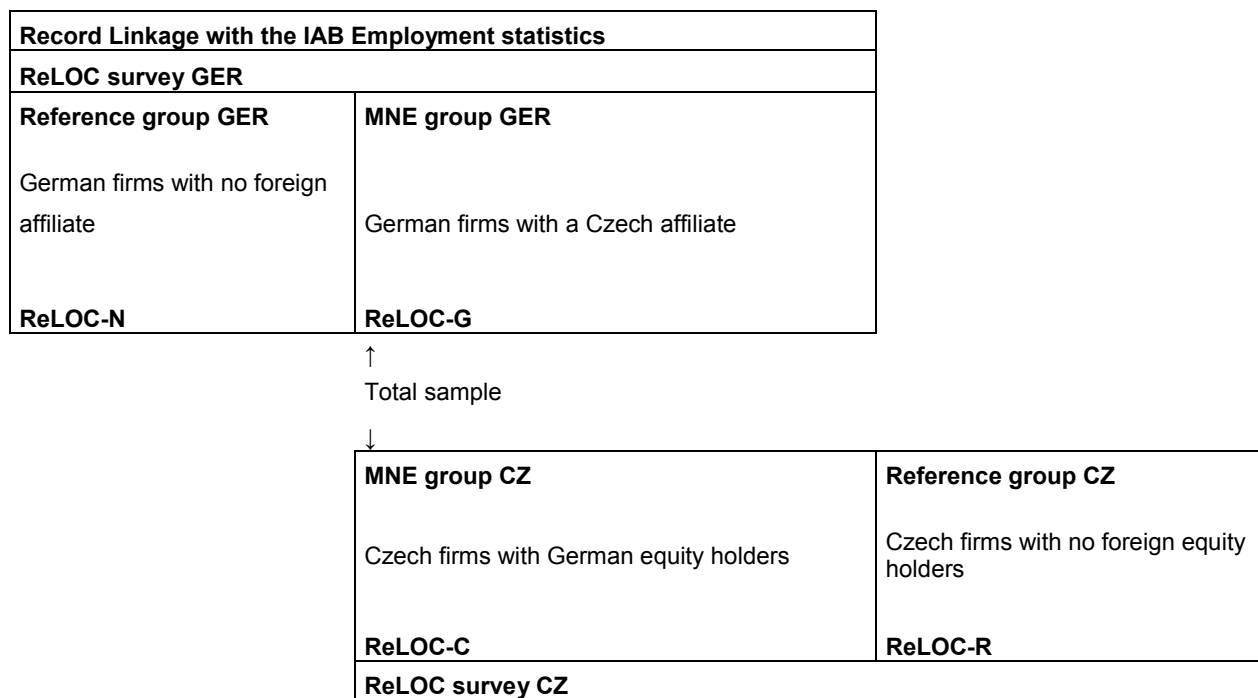 Record Linkage with the IAB Employment statistics
ReLOC survey GER
Reference group GER
German firms with no foreign
affiliate
ReLOC-N
MNE group GER
German firms with a Czech affiliate
ReLOC-G
↑
Total sample
↓
MNE group CZ
Czech firms with German equity holders
ReLOC-C
Reference group CZ
Czech firms with no foreign equity
holders
ReLOC-R
ReLOC survey CZ